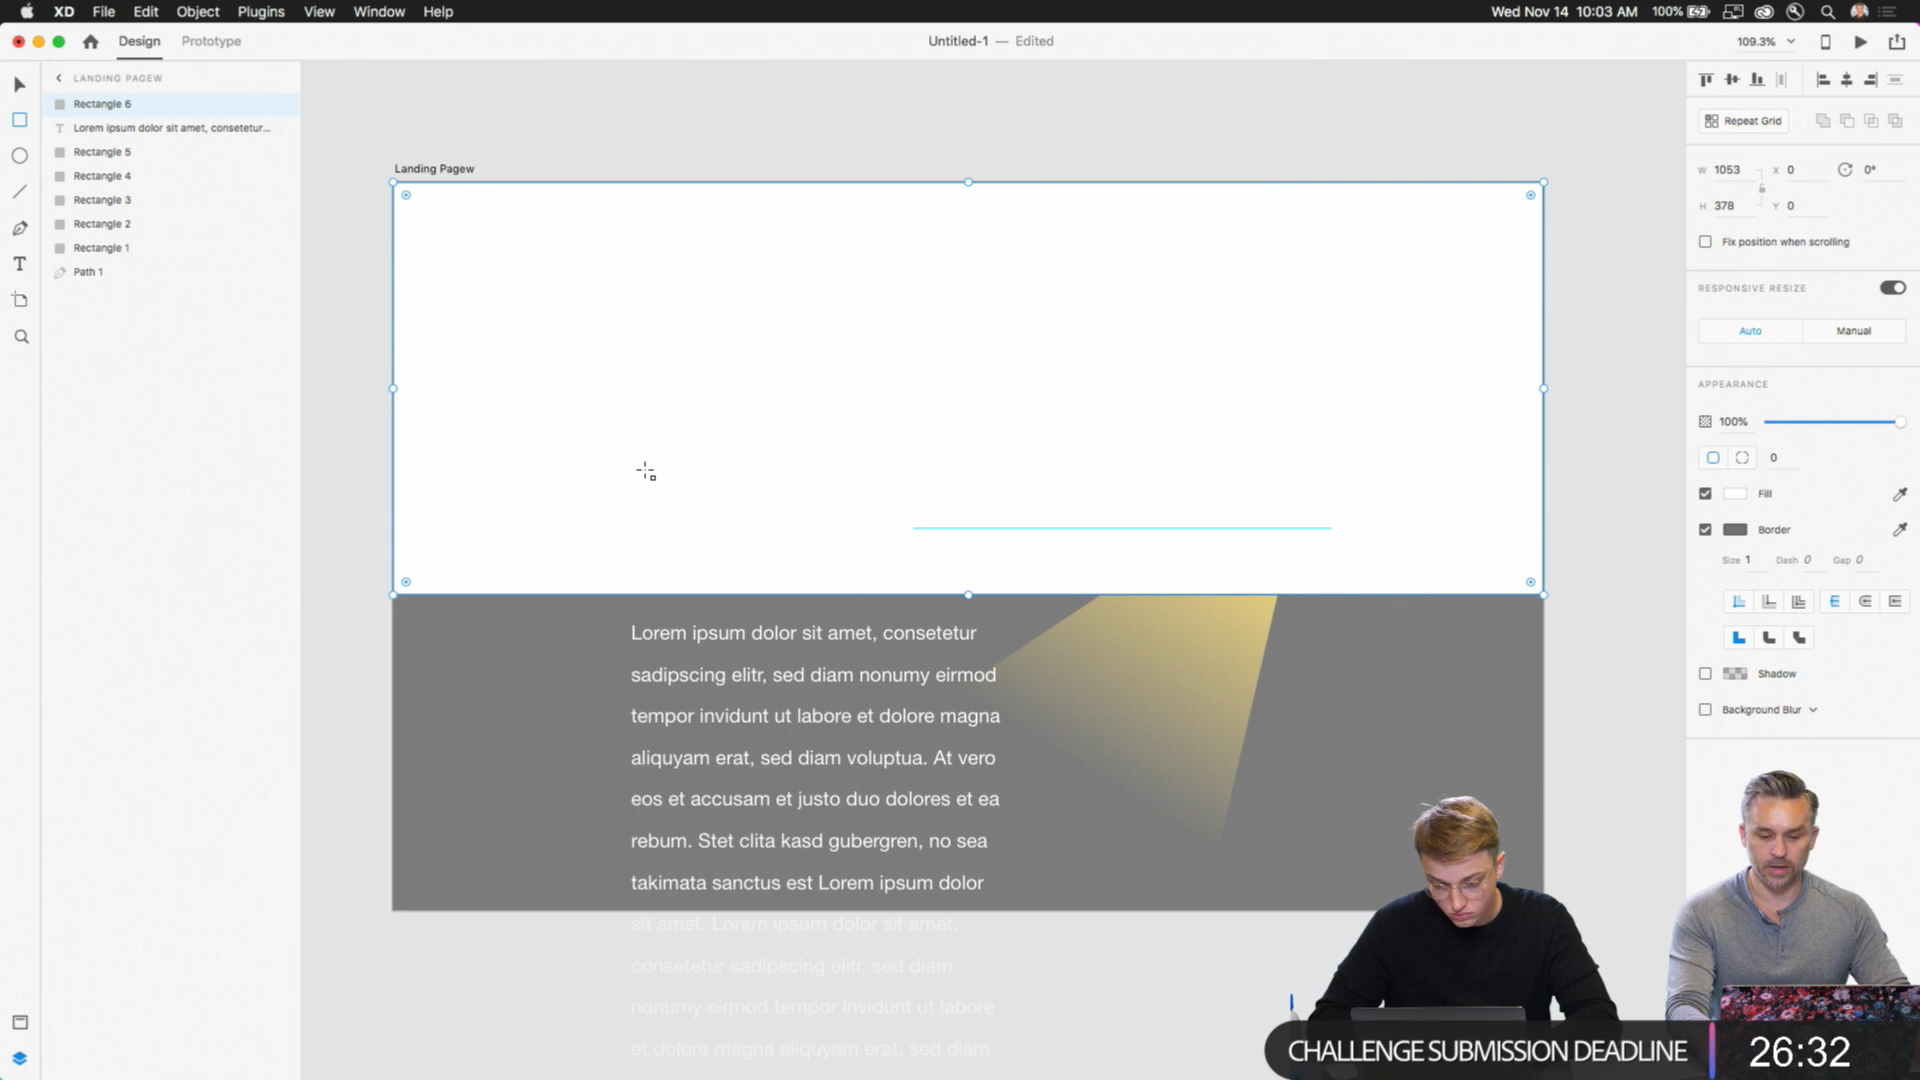 XD File Edit Object Plugins View Window Help
Wed Nov 14 10:03 AM 100%
Design Prototype
Untitled-1 — Edited
109.3%
LANDING PAGEW
Rectangle 6
Lorem ipsum dolor sit amet, consetetur...
Rectangle 5
Rectangle 4
Rectangle 3
Rectangle 2
Rectangle 1
Path 1
Landing Pagew
Lorem ipsum dolor sit amet, consetetur
sadipscing elitr, sed diam nonumy eirmod
tempor invidunt ut labore et dolore magna
aliquyam erat, sed diam voluptua. At vero
eos et accusam et justo duo dolores et ea
rebum. Stet clita kasd gubergren, no sea
takimata sanctus est Lorem ipsum dolor
sit amet. Lorem ipsum dolor sit amet,
consetetur sadipscing elitr, sed diam
nonumy eirmod tempor invidunt ut labore
et dolore magna aliquyam erat, sed diam
Repeat Grid
W 1053 X 0 0°
H 378 Y 0
Fix position when scrolling
RESPONSIVE RESIZE
Auto Manual
APPEARANCE
100%
0
Fill
Border
Size 1 Dash 0 Gap 0
Shadow
Background Blur
CHALLENGE SUBMISSION DEADLINE 26:32